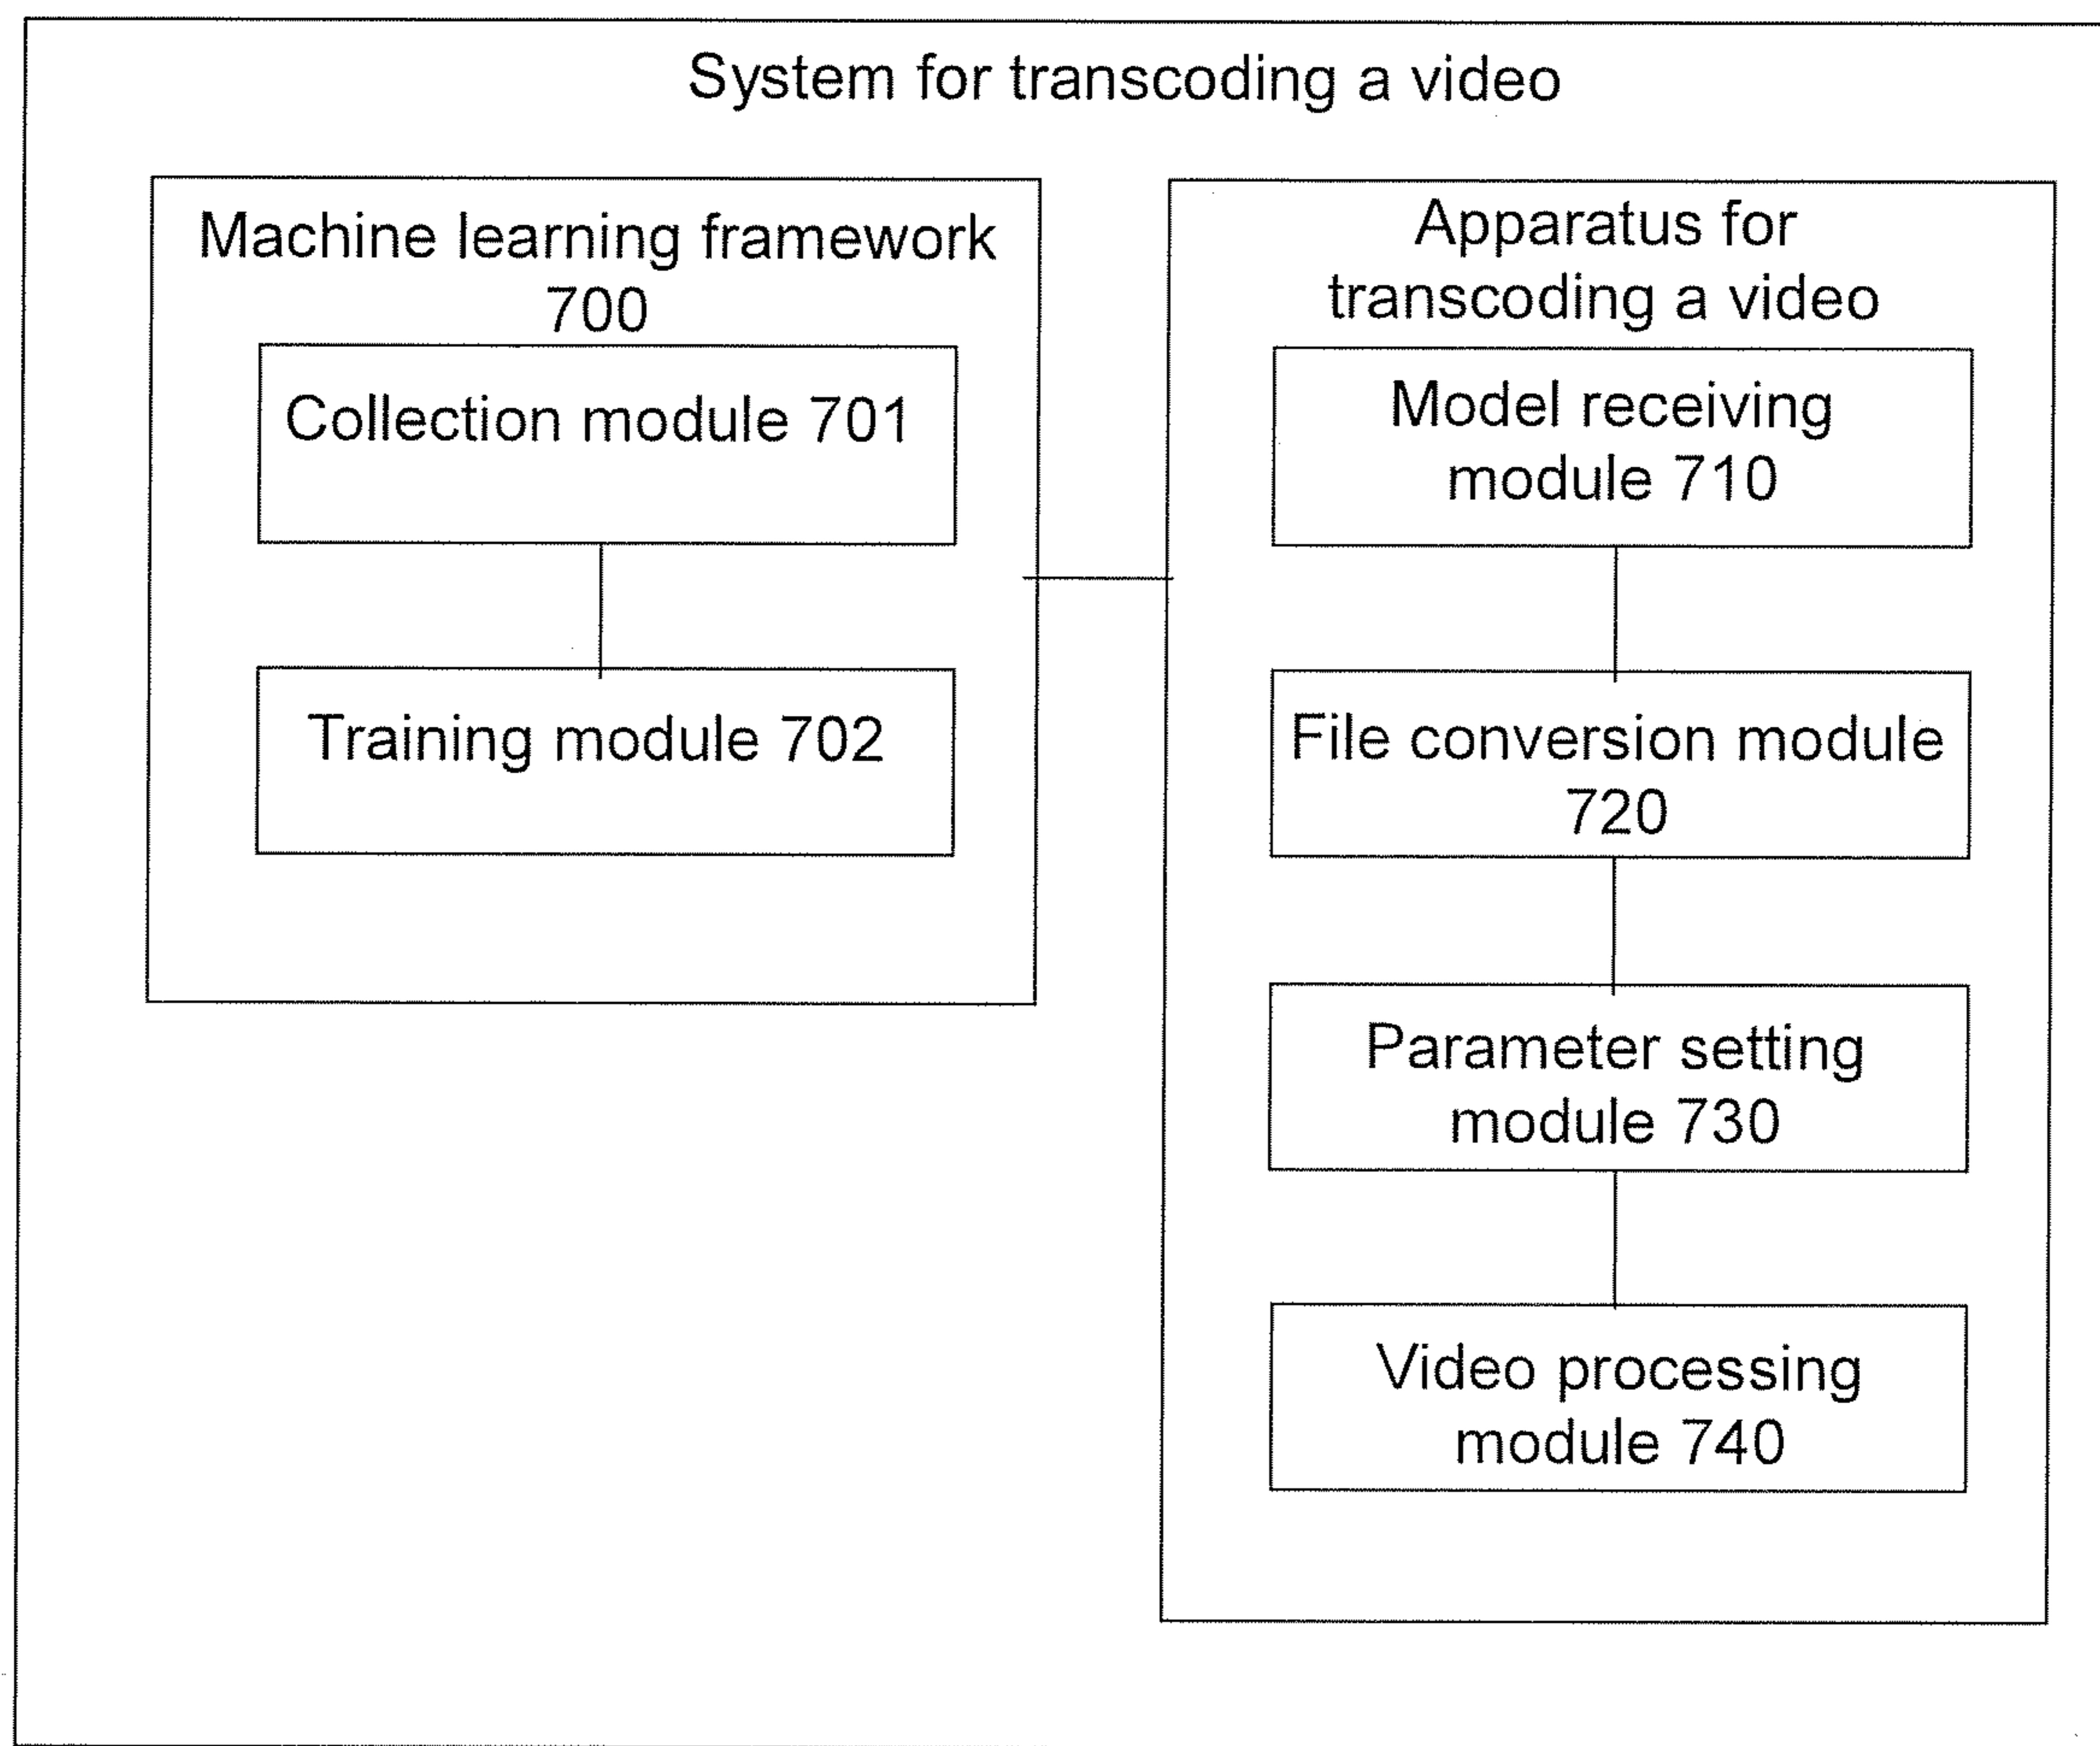 System for transcoding a video
Machine learning framework
700
Collection module 701
Training module 702
Apparatus for
transcoding a video
Model receiving
module 710
File conversion module
720
Parameter setting
module 730
Video processing
module 740